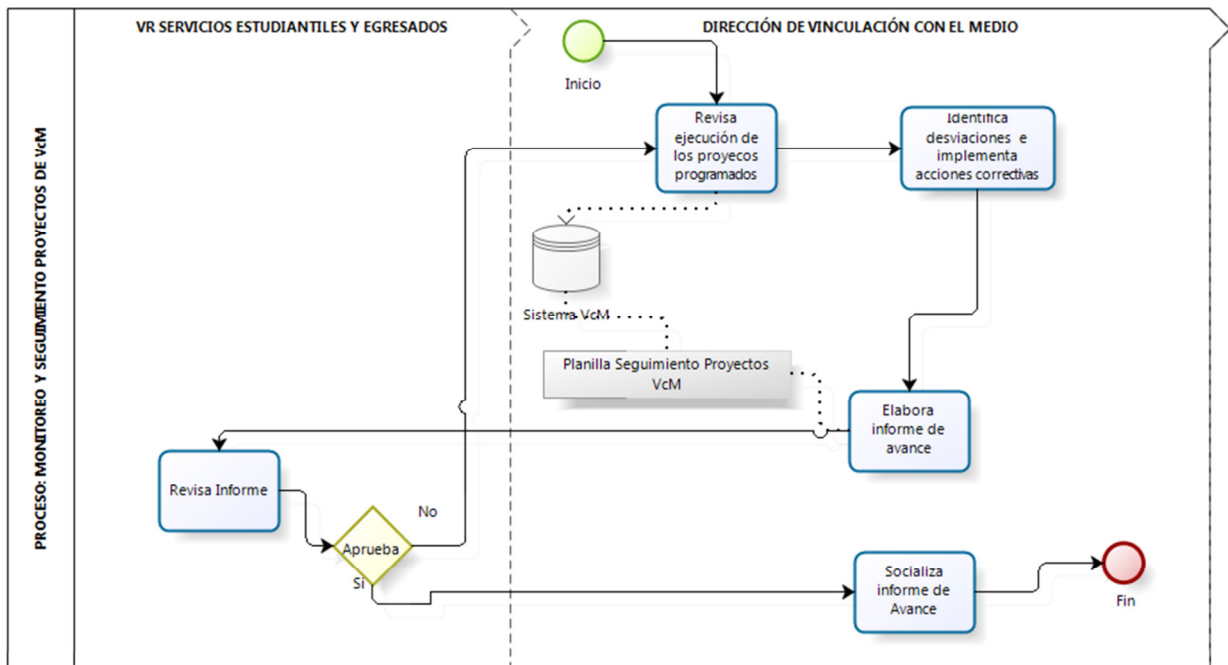 PROCESO: MONITOREO Y SEGUIMIENTO PROYECTOS DE VcM
VR SERVICIOS ESTUDIANTILES Y EGRESADOS
DIRECCIÓN DE VINCULACIÓN CON EL MEDIO
Inicio
Revisa
ejecución de
los proyecos
programados
Identifica
desviaciones e
implementa
acciones correctivas
Sistema VcM
Planilla Seguimiento Proyectos
VcM
Elabora
informe de
avance
Revisa Informe
No
Aprueba
Si
Socializa
informe de
Avance
Fin